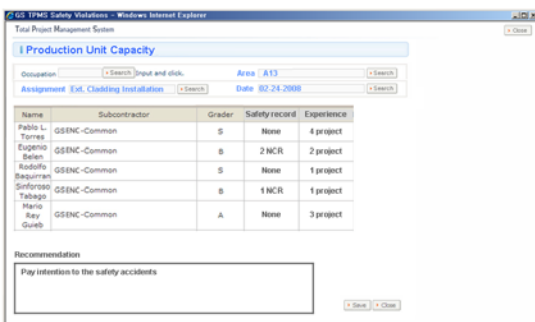 GS TPMS Safety Violations - Windows Internet Explorer
Total Project Management System
Close
Production Unit Capacity
Occupation Search Input and click. Area A13 Search
Assignment Ext. Cladding Installation Search Date 02-24-2008 Search
Name Subcontractor Grader Safety record Experience
Pablo L. Torres GSENC-Common S None 4 project
Eugenio Belen GSENC-Common B 2 NCR 2 project
Rodolfo Baquirran GSENC-Common S None 1 project
Sinforoso Tabago GSENC-Common B 1 NCR 1 project
Mario Rey Guieb GSENC-Common A None 3 project
Recommendation
Pay intention to the safety accidents
Save Close